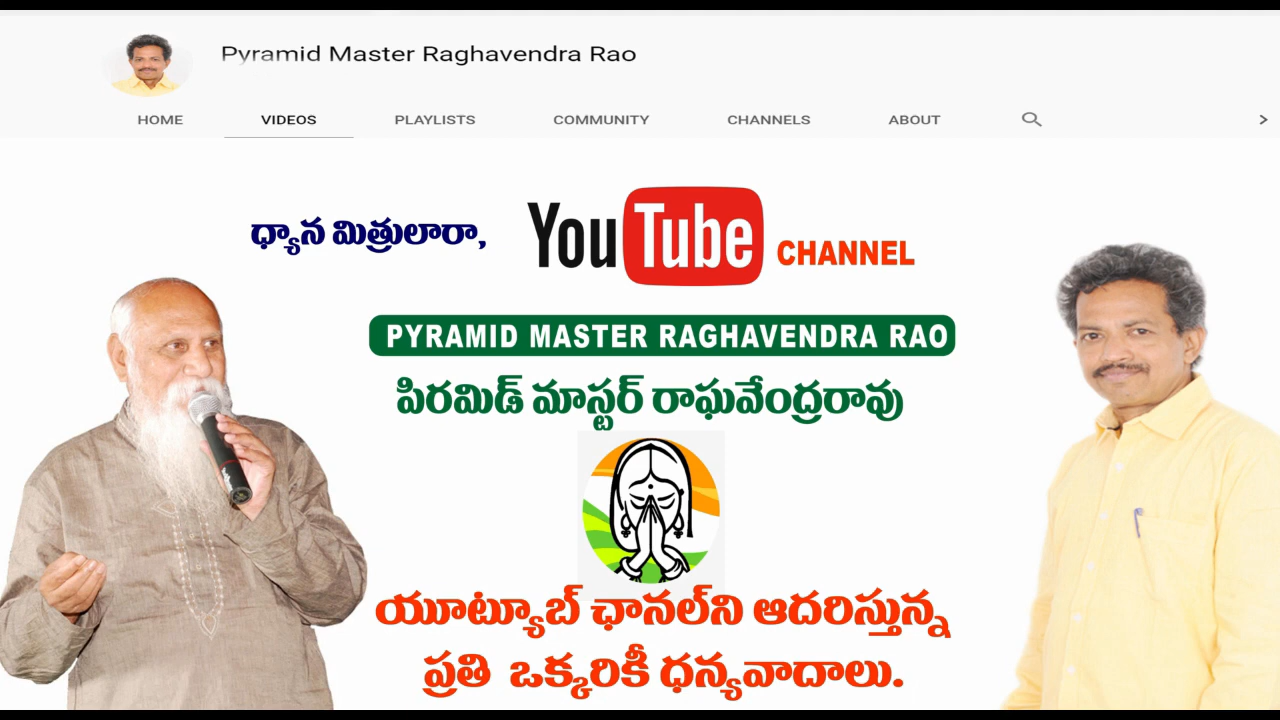 Pyramid Master Raghavendra Rao
HOME VIDEOS PLAYLISTS COMMUNITY CHANNELS ABOUT
ధ్యాన మిత్రులారా, YouTube CHANNEL
PYRAMID MASTER RAGHAVENDRA RAO
పిరమిడ్ మాస్టర్ రాఘవేంద్రరావు
యూట్యూబ్ ఛానల్‌ని ఆదరిస్తున్న
ప్రతి ఒక్కరికీ ధన్యవాదాలు.